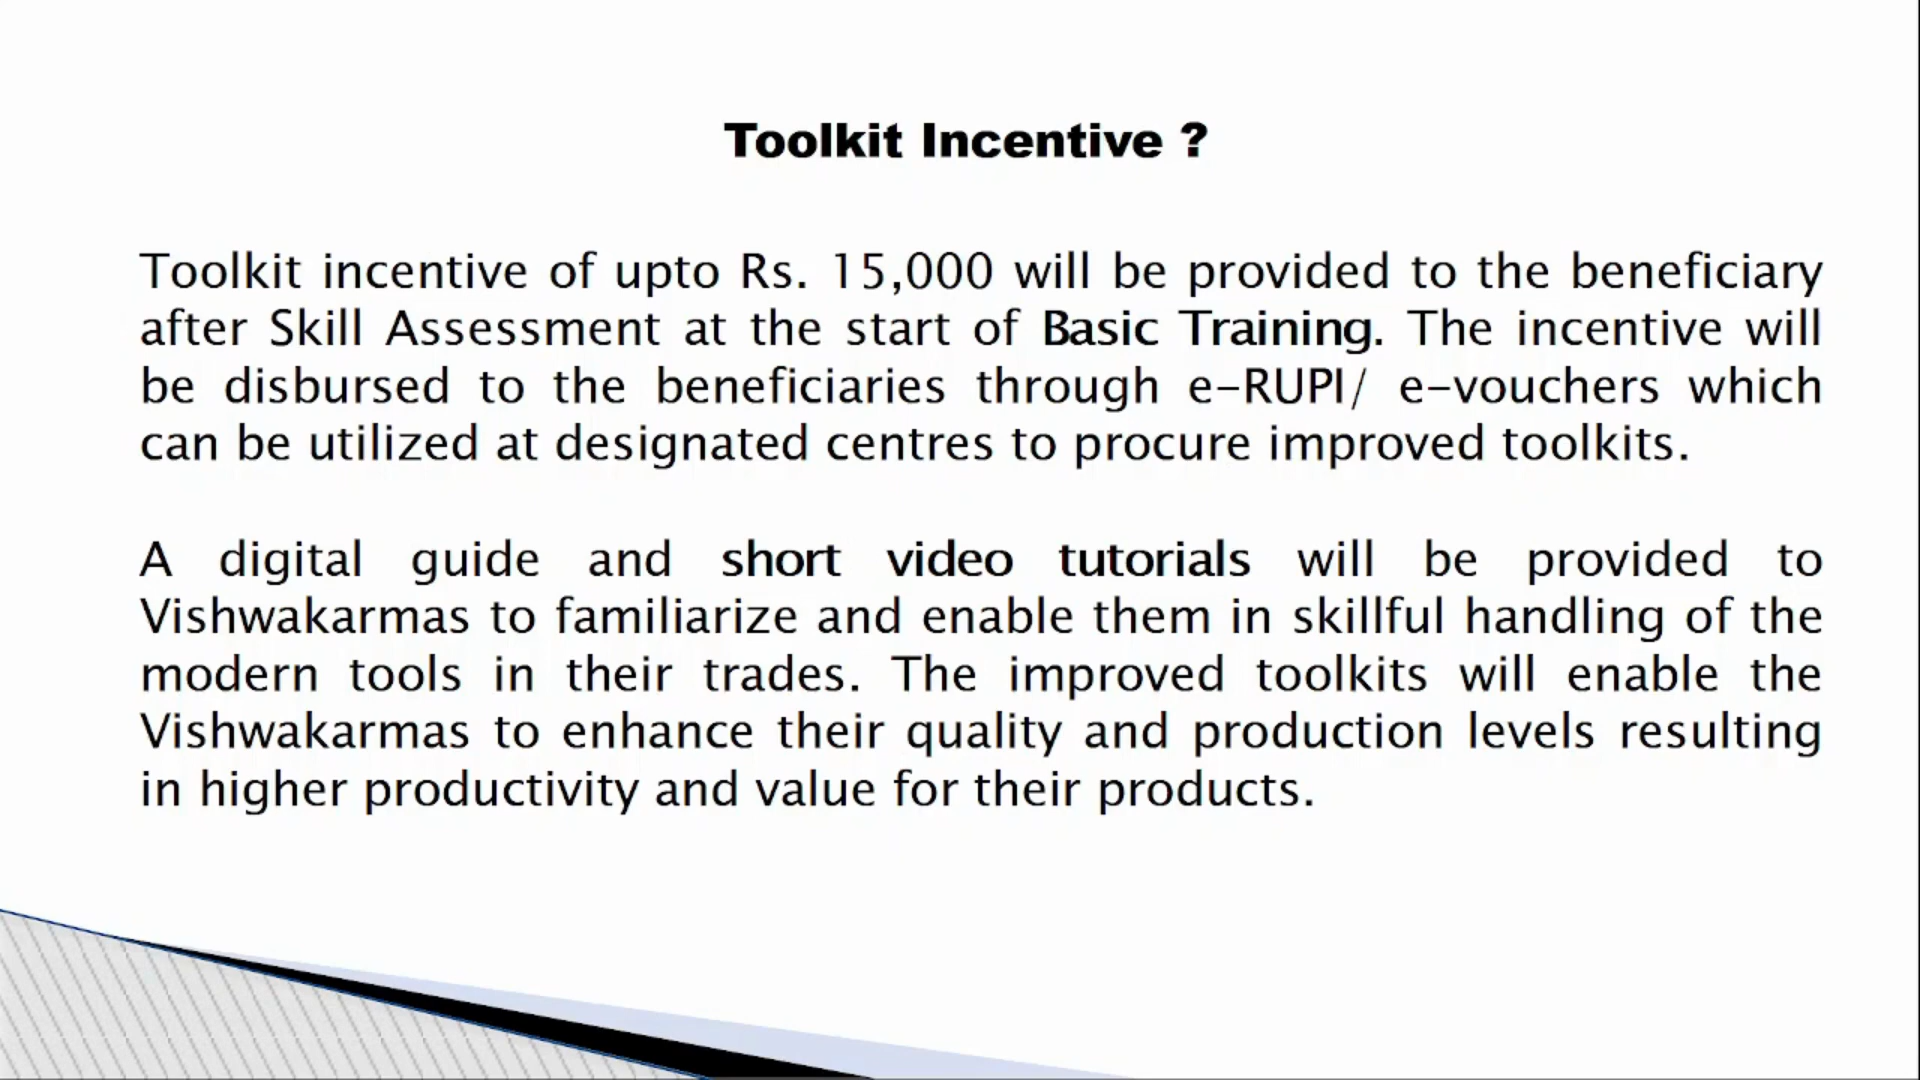 Toolkit Incentive ?
Toolkit incentive of upto Rs. 15,000 will be provided to the beneficiary
after Skill Assessment at the start of Basic Training. The incentive will
be disbursed to the beneficiaries through e-RUPI/ e-vouchers which
can be utilized at designated centres to procure improved toolkits.
A digital guide and short video tutorials will be provided to
Vishwakarmas to familiarize and enable them in skillful handling of the
modern tools in their trades. The improved toolkits will enable the
Vishwakarmas to enhance their quality and production levels resulting
in higher productivity and value for their products.